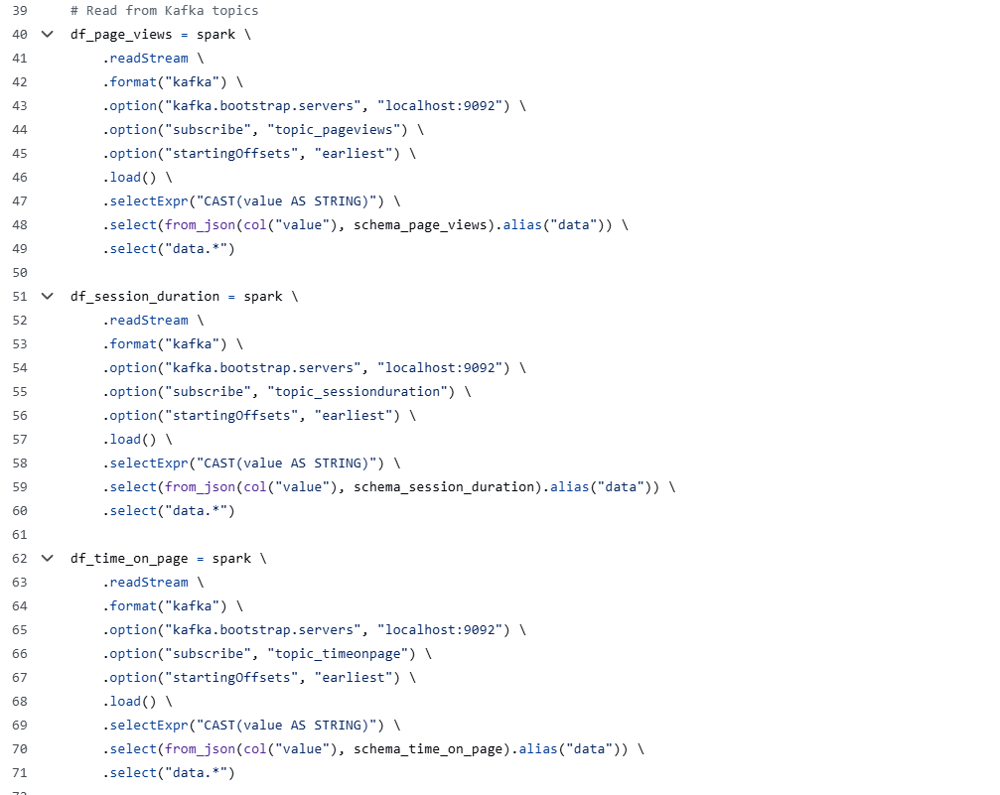 39 # Read from Kafka topics
40 df_page_views = spark \
41 .readStream \
42 .format("kafka") \
43 .option("kafka.bootstrap.servers", "localhost:9092") \
44 .option("subscribe", "topic_pageviews") \
45 .option("startingOffsets", "earliest") \
46 .load() \
47 .selectExpr("CAST(value AS STRING)") \
48 .select(from_json(col("value"), schema_page_views).alias("data")) \
49 .select("data.*")
50
51 df_session_duration = spark \
52 .readStream \
53 .format("kafka") \
54 .option("kafka.bootstrap.servers", "localhost:9092") \
55 .option("subscribe", "topic_sessionduration") \
56 .option("startingOffsets", "earliest") \
57 .load() \
58 .selectExpr("CAST(value AS STRING)") \
59 .select(from_json(col("value"), schema_session_duration).alias("data")) \
60 .select("data.*")
61
62 df_time_on_page = spark \
63 .readStream \
64 .format("kafka") \
65 .option("kafka.bootstrap.servers", "localhost:9092") \
66 .option("subscribe", "topic_timeonpage") \
67 .option("startingOffsets", "earliest") \
68 .load() \
69 .selectExpr("CAST(value AS STRING)") \
70 .select(from_json(col("value"), schema_time_on_page).alias("data")) \
71 .select("data.*")